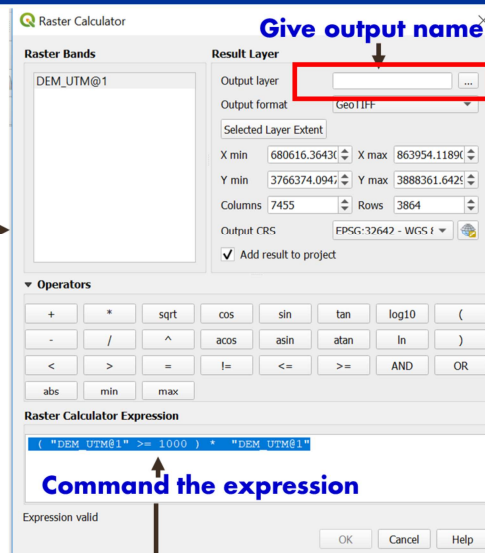 Raster Calculator
Give output name
Raster Bands
Result Layer
DEM_UTM@1
Output layer
...
Output format GeoTIFF
Selected Layer Extent
X min 680616.3643( X max 863954.1189(
Y min 3766374.0947 Y max 3888361.6429
Columns 7455 Rows 3864
Output CRS EPSG:32642 - WGS 8
Add result to project
Operators
+ * sqrt cos sin tan log10 (
- / ^ acos asin atan ln )
< > = != <= >= AND OR
abs min max
Raster Calculator Expression
( "DEM_UTM@1" >= 1000 ) * "DEM_UTM@1"
Command the expression
Expression valid
OK Cancel Help